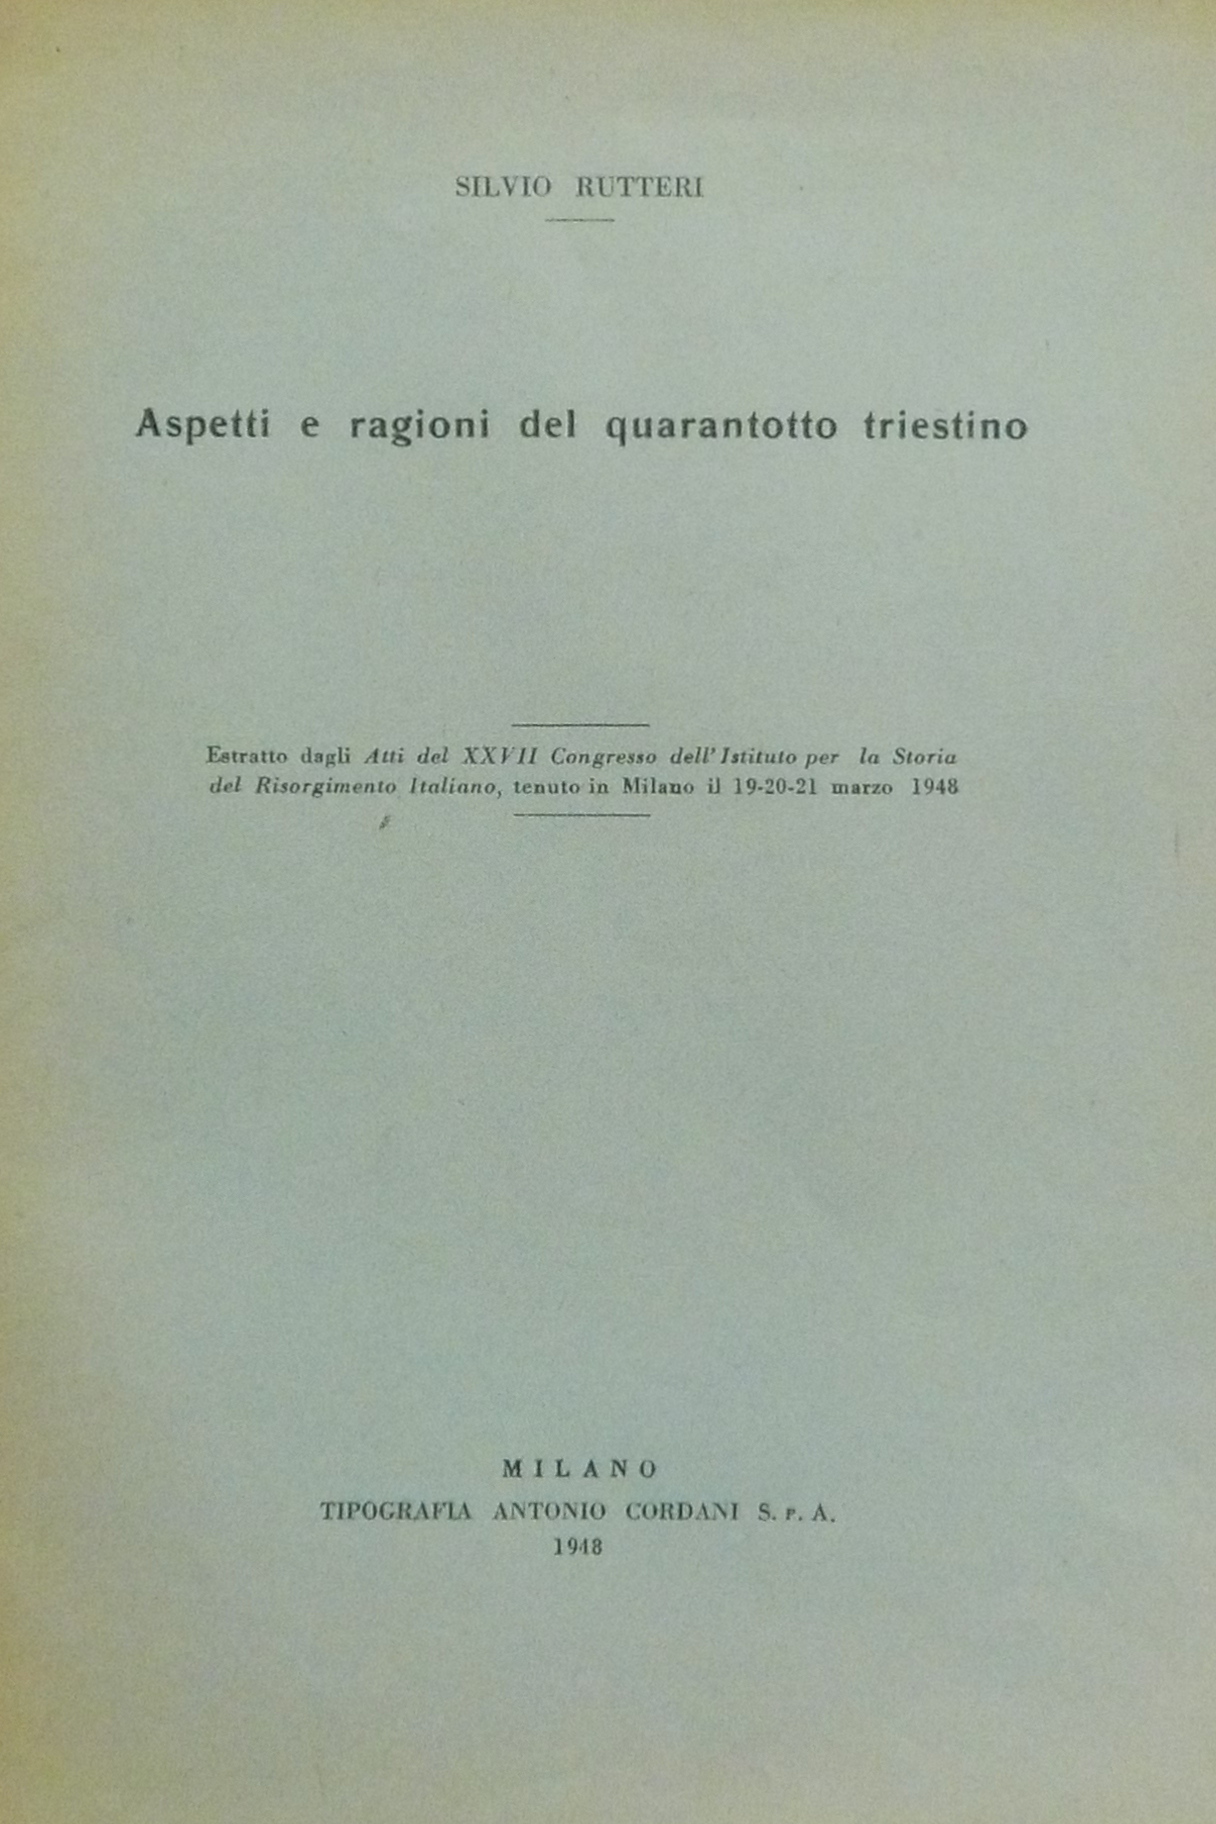 SILVIO RUTTERI
Aspetti e ragioni del quarantotto triestino
Estratto dagli Atti del XXVII Congresso dell'Istituto per la Storia
del Risorgimento Italiano, tenuto in Milano il 19-20-21 marzo 1948
MILANO
TIPOGRAFIA ANTONIO CORDANI S. P. A.
1948